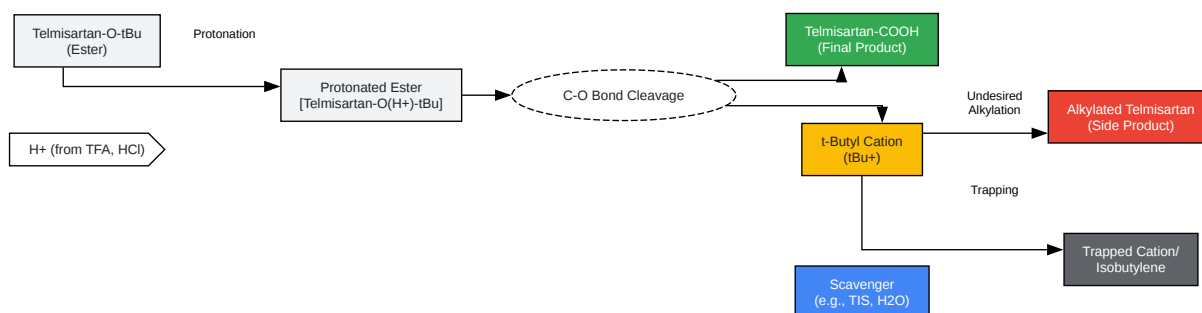 Telmisartan-O-tBu
(Ester)
Protonation
H+ (from TFA, HCl)
Protonated Ester
[Telmisartan-O(H+)-tBu]
C-O Bond Cleavage
Telmisartan-COOH
(Final Product)
t-Butyl Cation
(tBu+)
Undesired
Alkylation
Alkylated Telmisartan
(Side Product)
Trapping
Trapped Cation/
Isobutylene
Scavenger
(e.g., TIS, H2O)